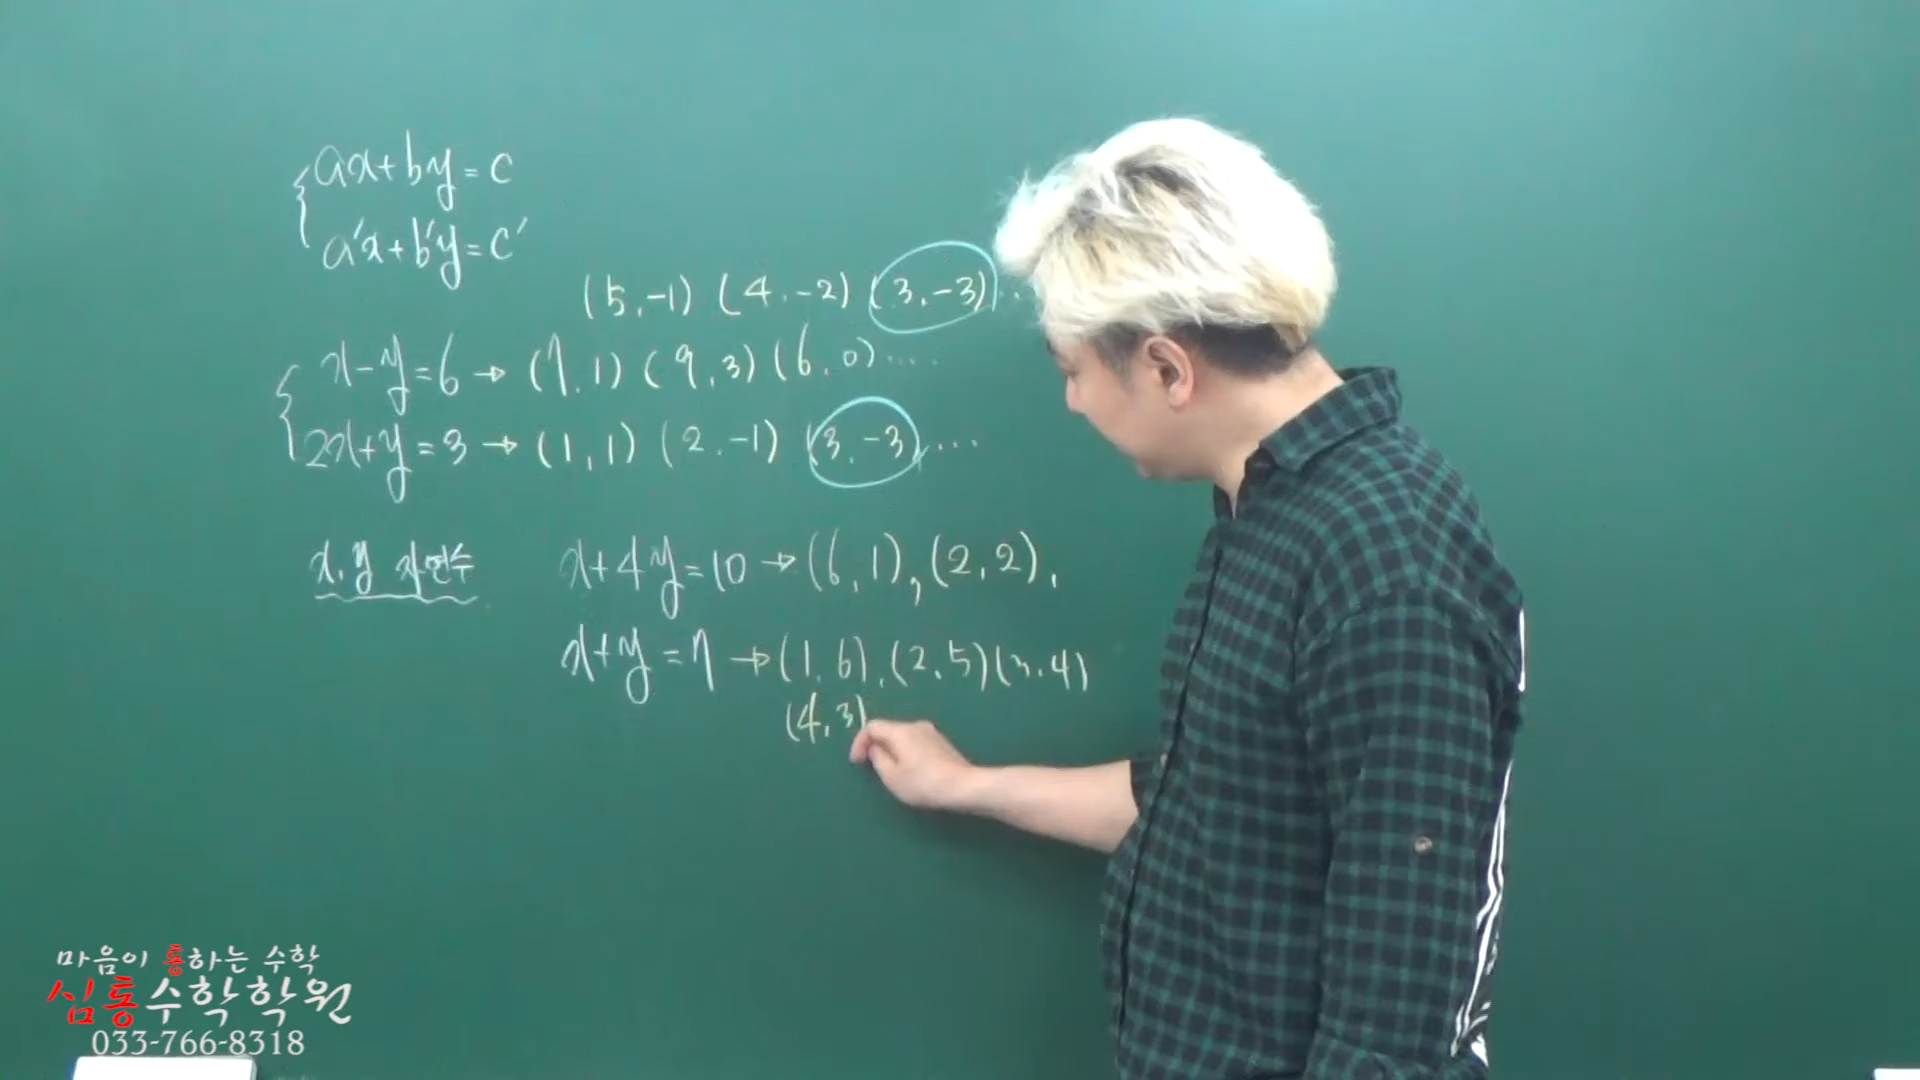 ax+by=c
a'x+b'y=c'
(5,-1) (4,-2) (3,-3)..
x-y=6→(7,1) (9,3) (6,0)....
2x+y=3→(1,1) (2,-1) (3,-3)...
x,y 자연수
x+4y=10→(6,1),(2,2),
x+y=7→(1,6),(2,5)(3,4)
(4,3)
마음이 통하는 수학
심통수학학원
033-766-8318